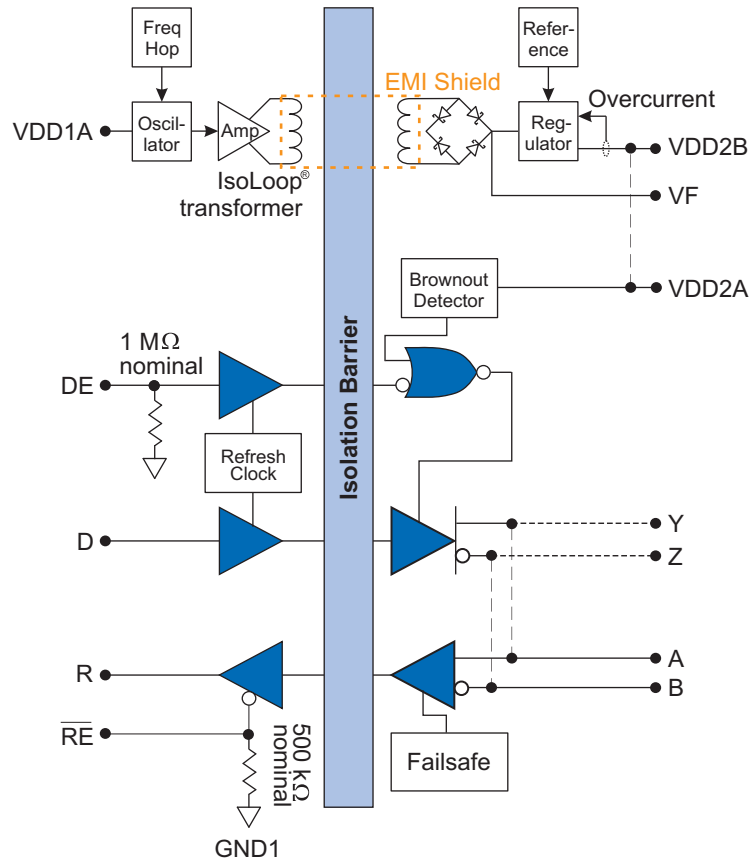 Freq
Hop
Refer-
ence
EMI Shield
Overcurrent
VDD1A
Oscil-
lator
Amp
Reg-
ulator
VDD2B
IsoLoop®
transformer
VF
Brownout
Detector
VDD2A
1 MΩ
nominal
DE
Isolation Barrier
Refresh
Clock
D
Y
Z
R
A
B
RE
500 kΩ
nominal
Failsafe
GND1